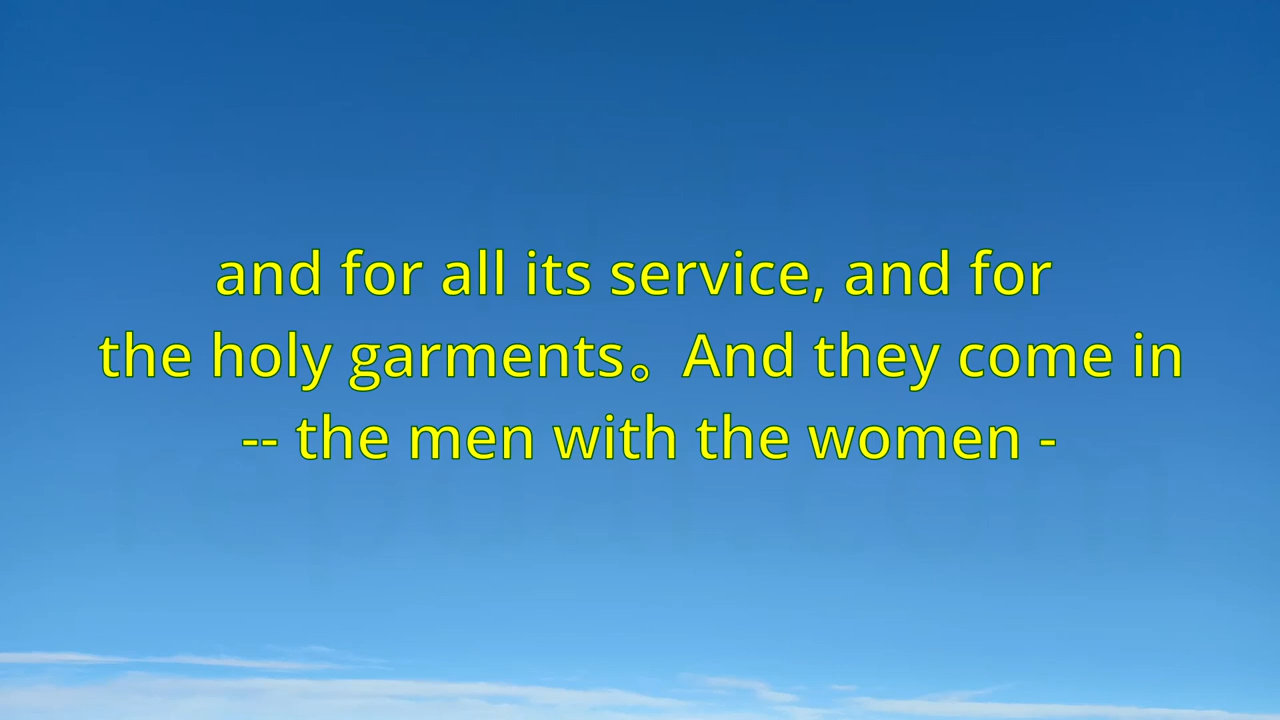 and for all its service, and for
the holy garments。And they come in
-- the men with the women -